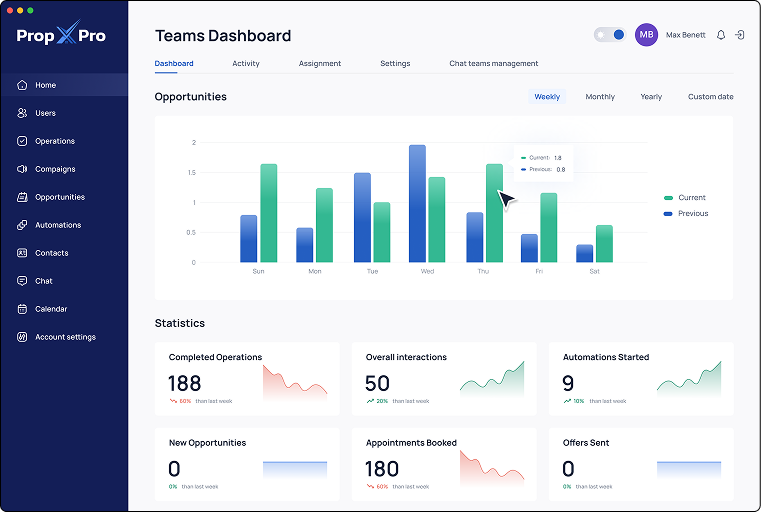 Prop X Pro
Teams Dashboard
MB
Max Benett
Dashboard
Activity
Assignment
Settings
Chat teams management
Home
Users
Operations
Compaigns
Opportunities
Automations
Contacts
Chat
Calendar
Account settings
Opportunities
Weekly
Monthly
Yearly
Custom date
2
1.5
1
0.5
0
Current: 1.8
Previous: 0.8
Current
Previous
Sun
Mon
Tue
Wed
Thu
Fri
Sat
Statistics
Completed Operations
188
60% than last week
Overall interactions
50
20% than last week
Automations Started
9
10% than last week
New Opportunities
0
0% than last week
Appointments Booked
180
60% than last week
Offers Sent
0
0% than last week